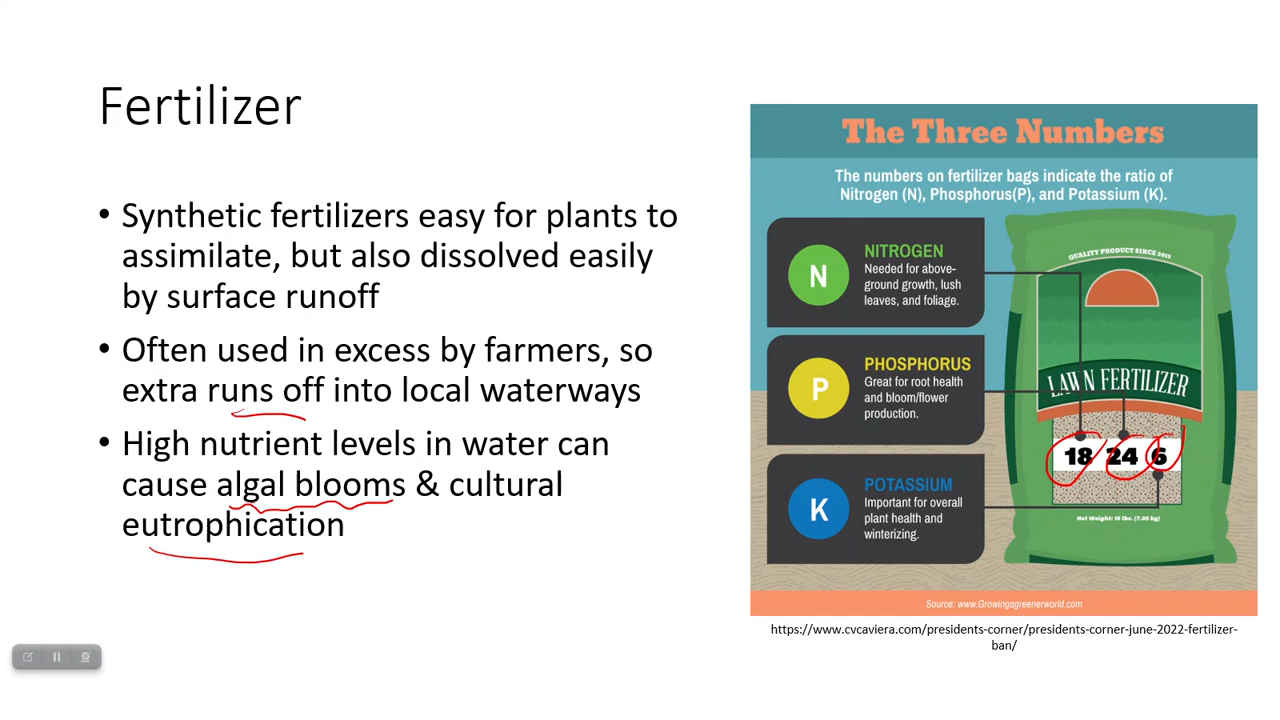 Fertilizer
• Synthetic fertilizers easy for plants to
assimilate, but also dissolved easily
by surface runoff
• Often used in excess by farmers, so
extra runs off into local waterways
• High nutrient levels in water can
cause algal blooms & cultural
eutrophication
The Three Numbers
The numbers on fertilizer bags indicate the ratio of
Nitrogen (N), Phosphorus(P), and Potassium (K).
N
NITROGEN
Needed for above-
ground growth, lush
leaves, and foliage.
P
PHOSPHORUS
Great for root health
and bloom/flower
production.
K
POTASSIUM
Important for overall
plant health and
winterizing.
QUALITY PRODUCT SINCE 2015
LAWN FERTILIZER
18 24 6
Net Weight: 15 lbs. (7.03 kg)
Source: www.Growingagreenerworld.com
https://www.cvcaviera.com/presidents-corner/presidents-corner-june-2022-fertilizer-
ban/